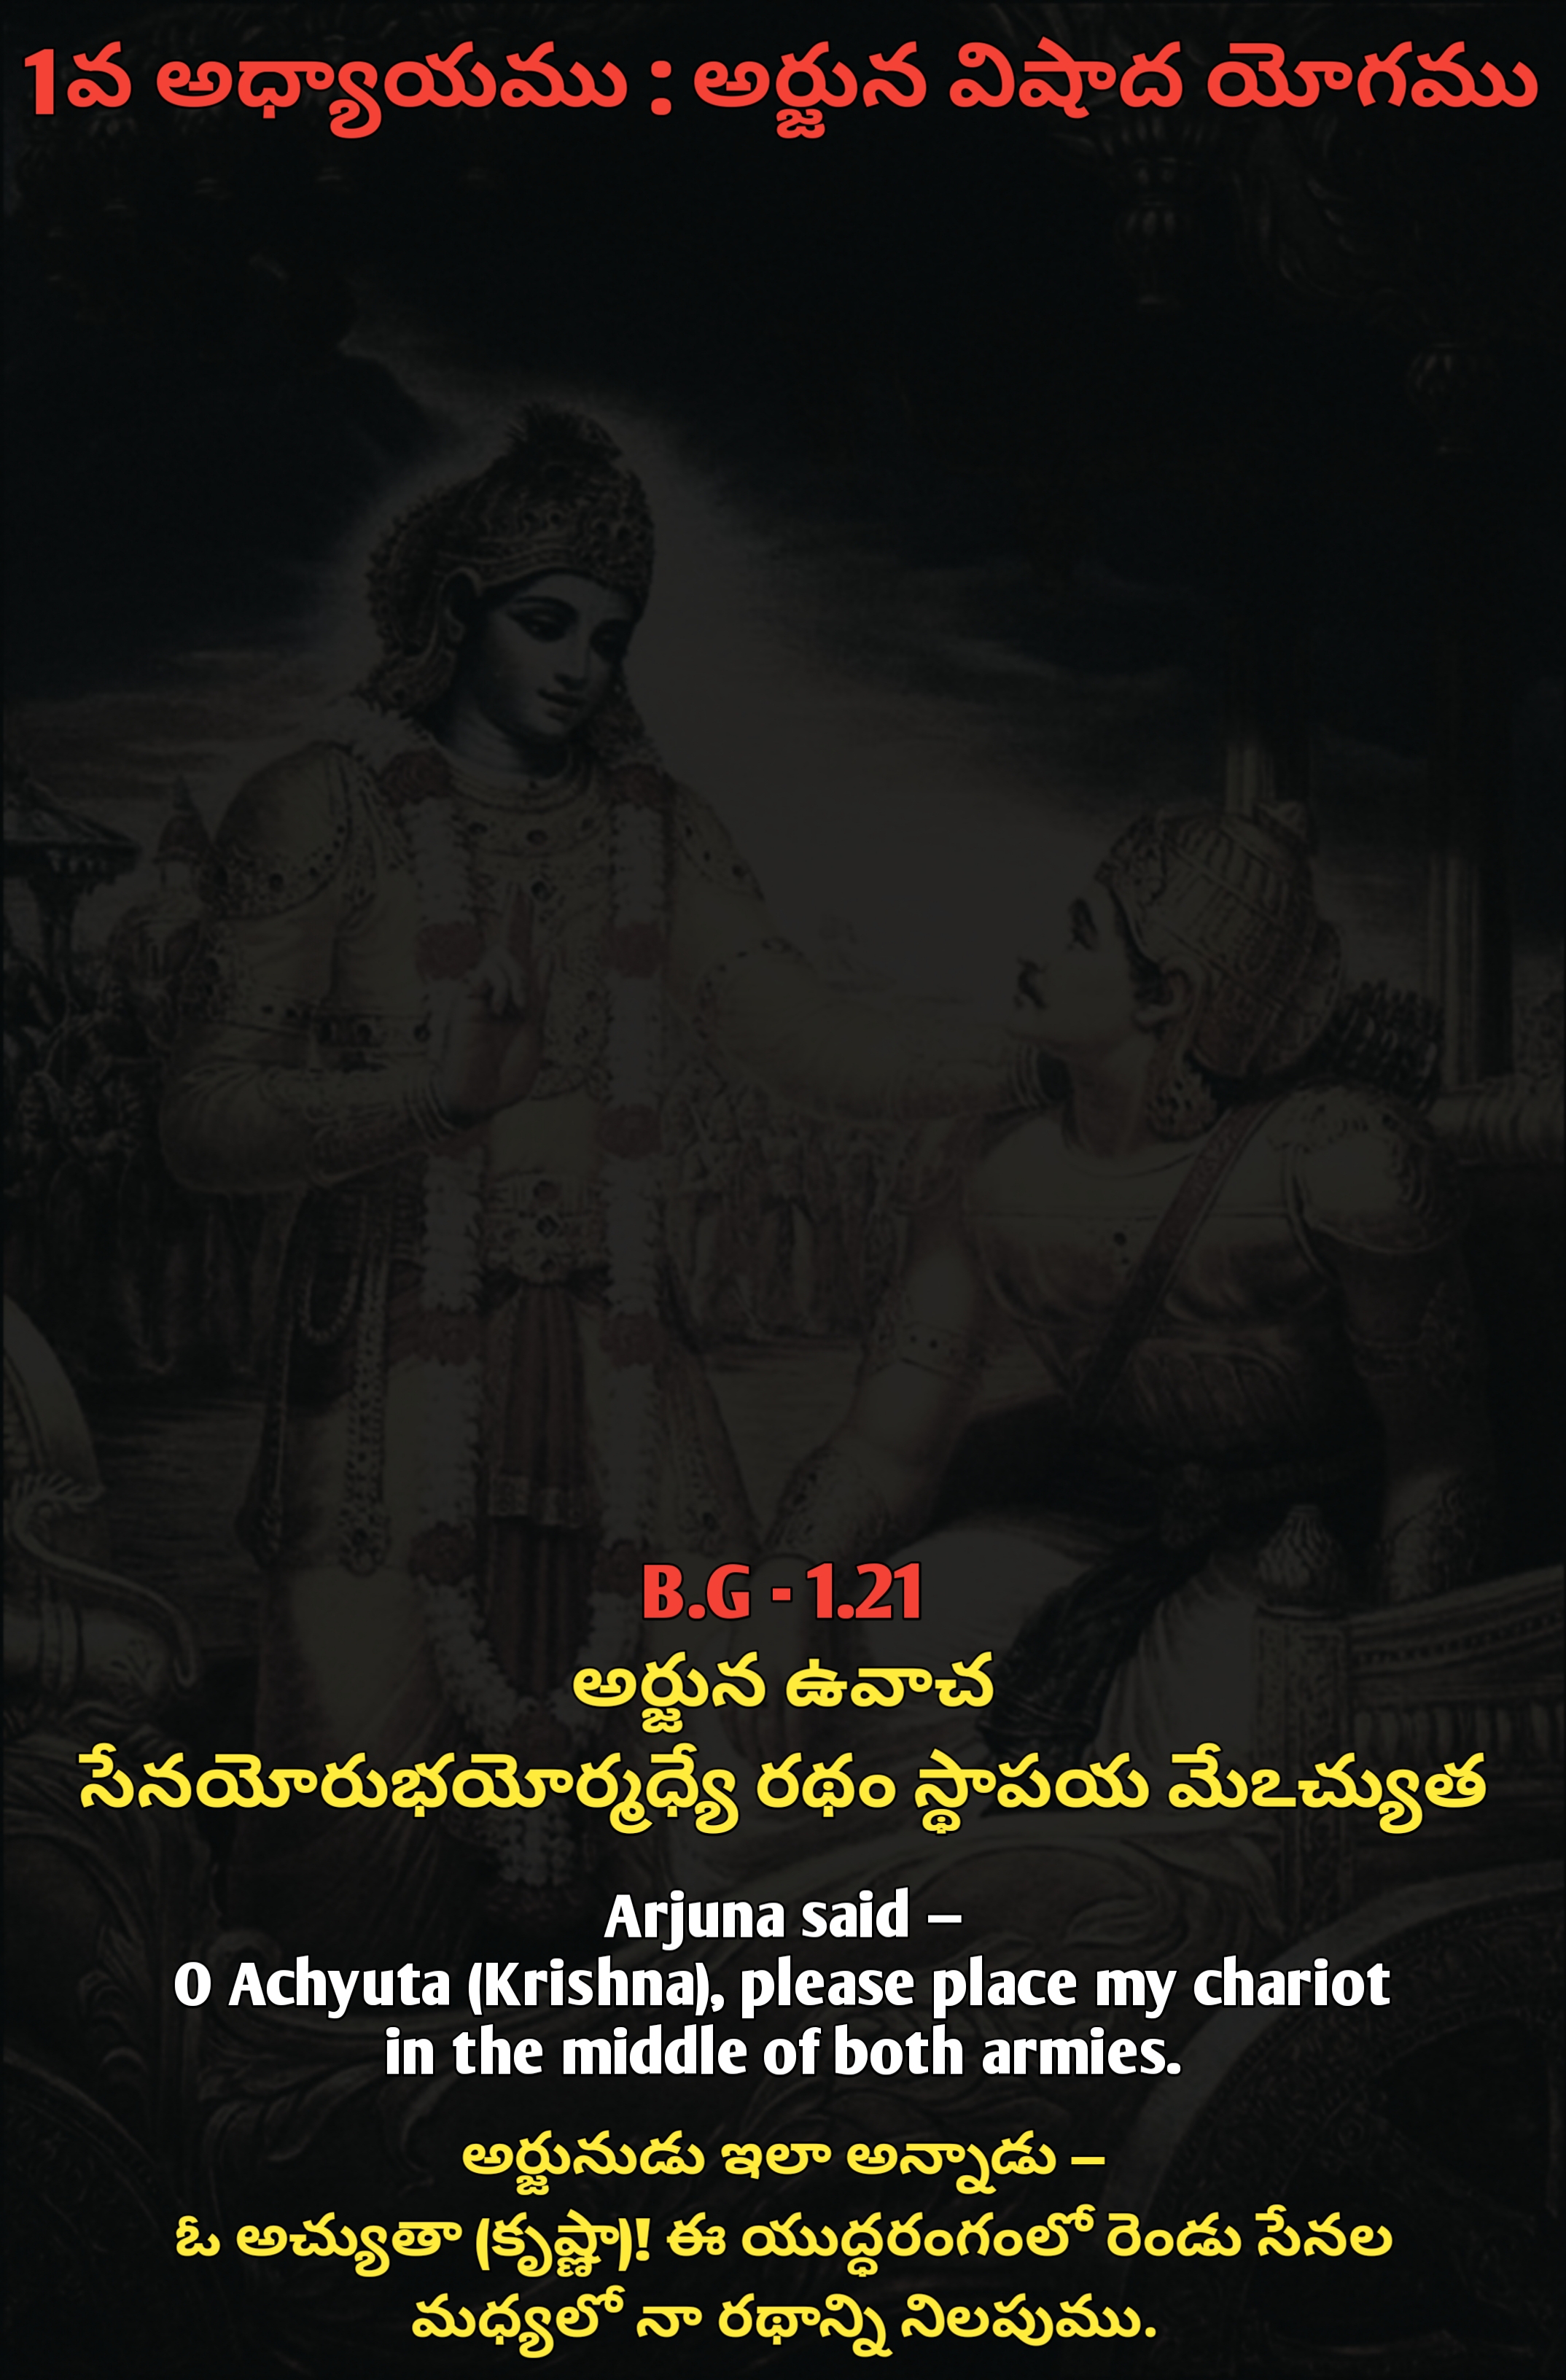 1వ అధ్యాయము : అర్జున విషాద యోగము
B.G - 1.21
అర్జున ఉవాచ
సేనయోరుభయోర్మధ్యే రథం స్థాపయ మేఽచ్యుత
Arjuna said –
O Achyuta (Krishna), please place my chariot
in the middle of both armies.
అర్జునుడు ఇలా అన్నాడు –
ఓ అచ్యుతా (కృష్ణా)! ఈ యుద్ధరంగంలో రెండు సేనల
మధ్యలో నా రథాన్ని నిలపుము.